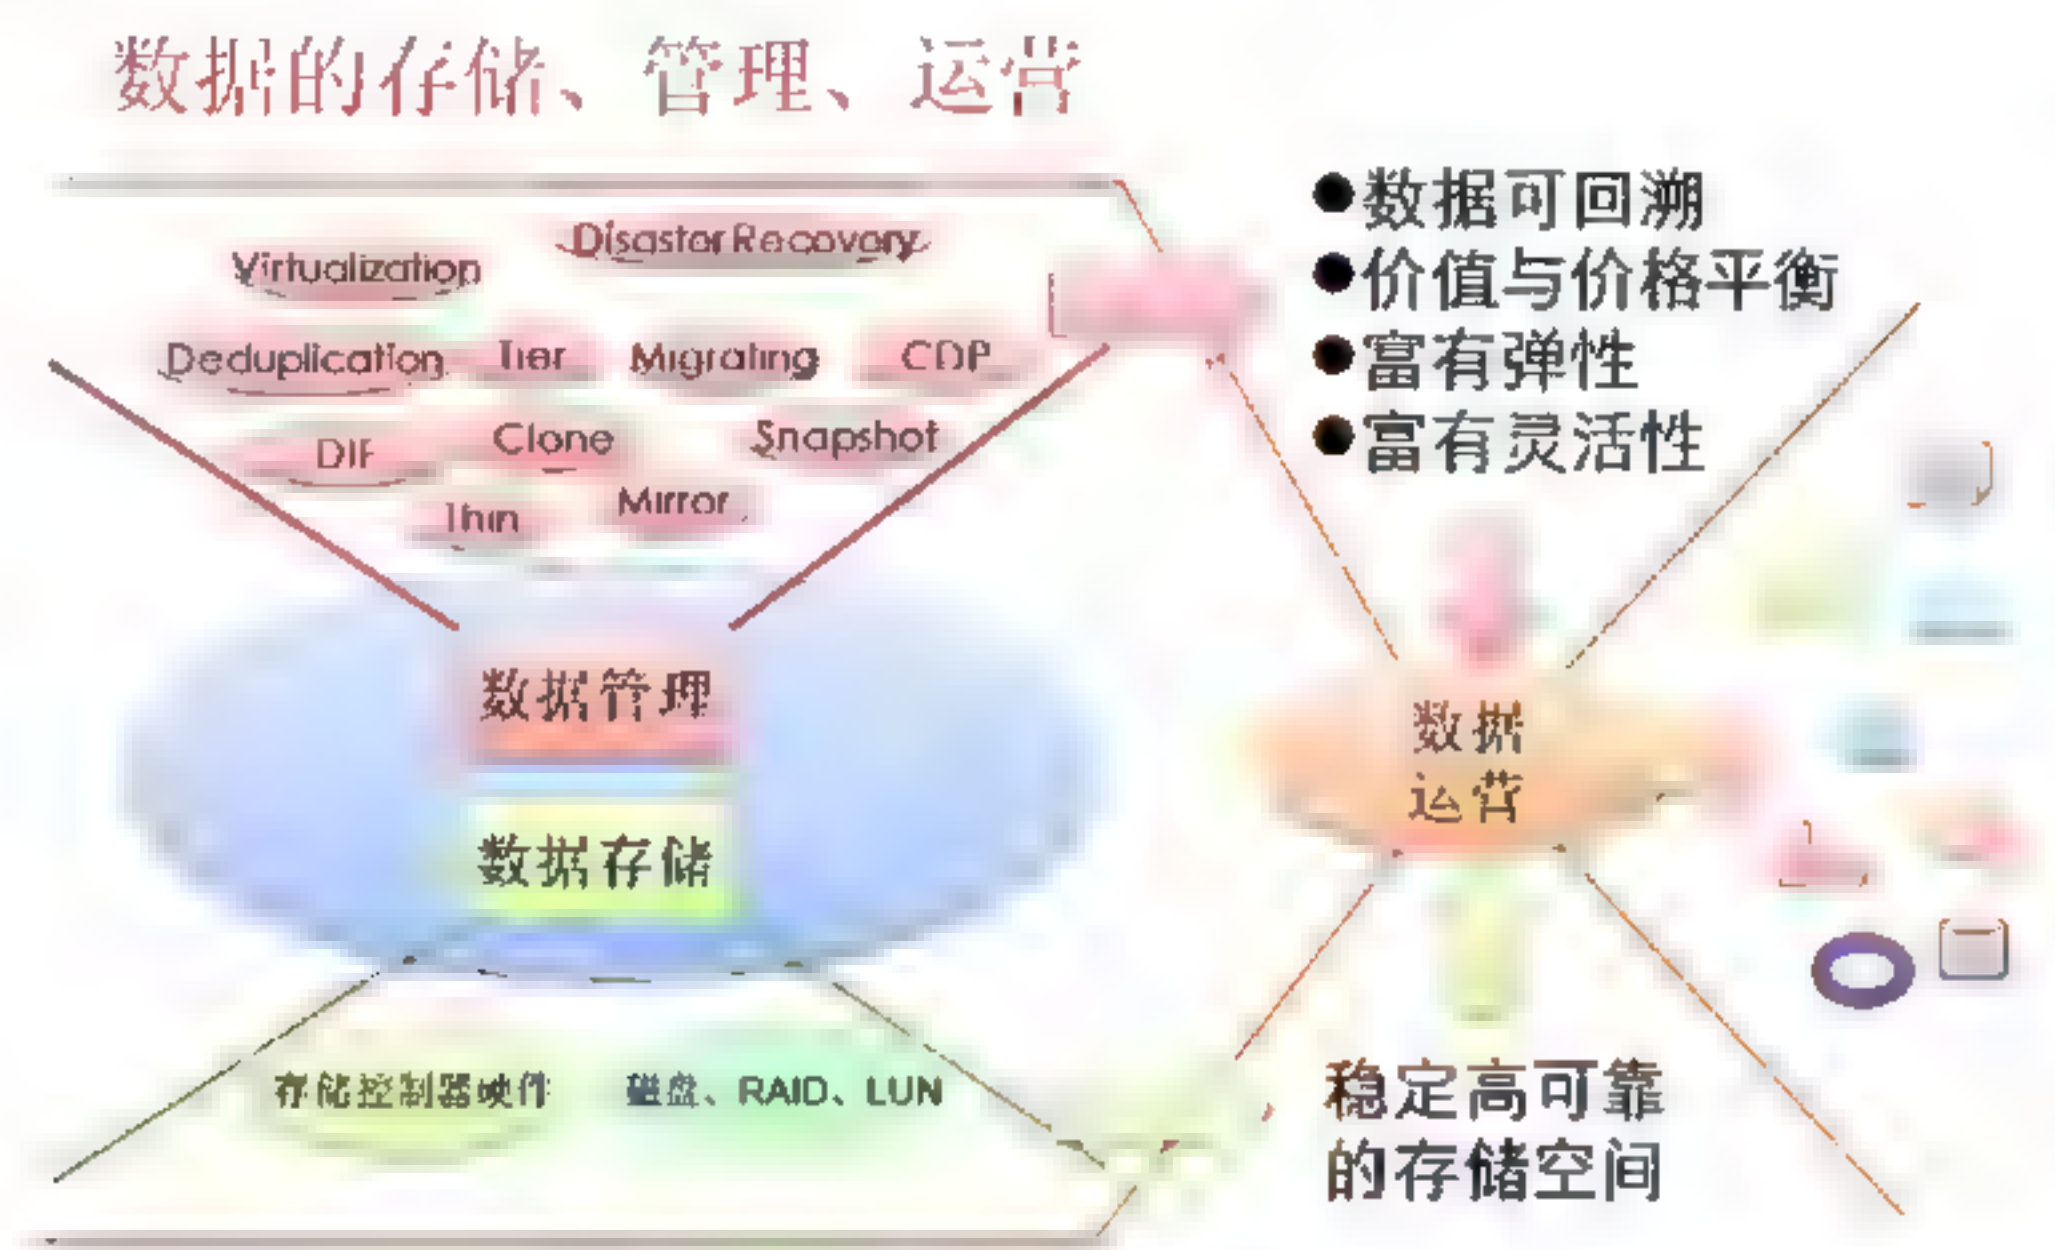 数据的存储、管理、运营
Disaster Recovery
Virtualization
Deduplication
Tier
Migrating
CDP
DIF
Clone
Snapshot
Thin
Mirror
数据管理
数据存储
存储控制器硬件
磁盘、RAID、LUN
●数据可回溯
●价值与价格平衡
●富有弹性
●富有灵活性
数据
运营
稳定高可靠
的存储空间